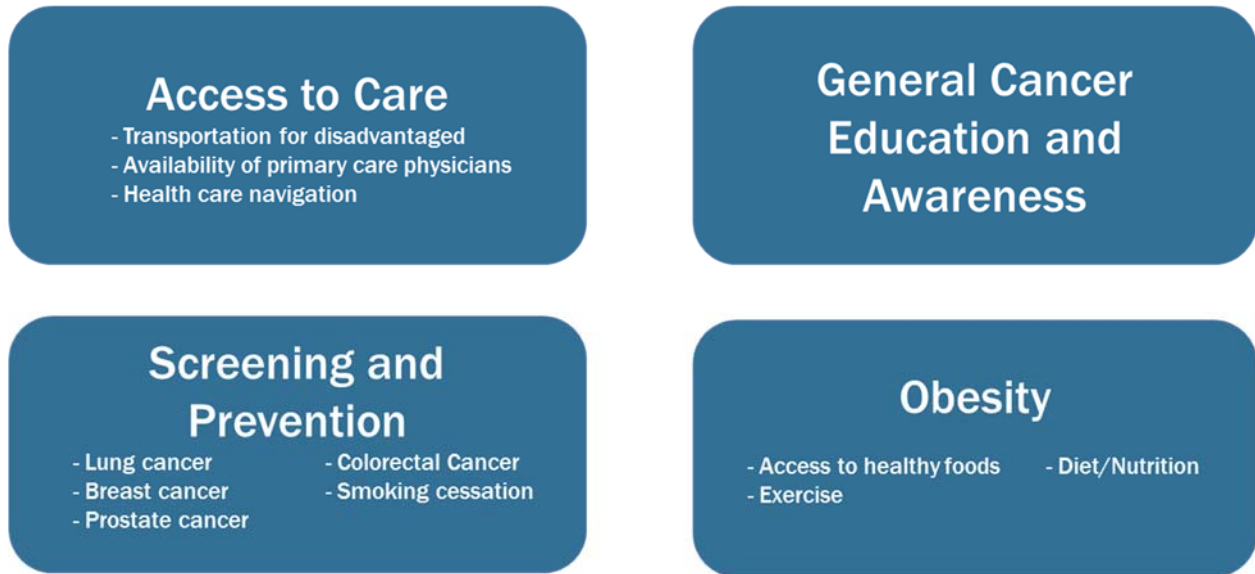 Access to Care
- Transportation for disadvantaged
- Availability of primary care physicians
- Health care navigation
General Cancer
Education and
Awareness
Screening and
Prevention
- Lung cancer
- Breast cancer
- Prostate cancer
- Colorectal Cancer
- Smoking cessation
Obesity
- Access to healthy foods
- Exercise
- Diet/Nutrition